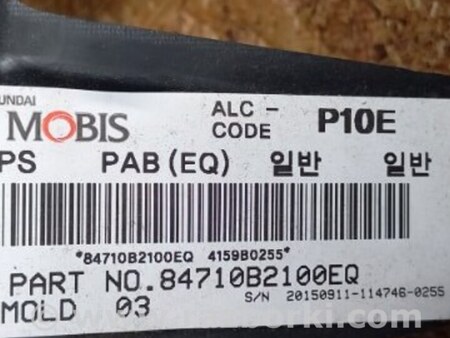 UNDAI
MOBIS
ALC - CODE P10E
PS PAB(EQ) 일반 일반
*84710B2100EQ 4159B0255*
PART NO.84710B2100EQ
MOLD 03 S/N 20150911-114746-0255